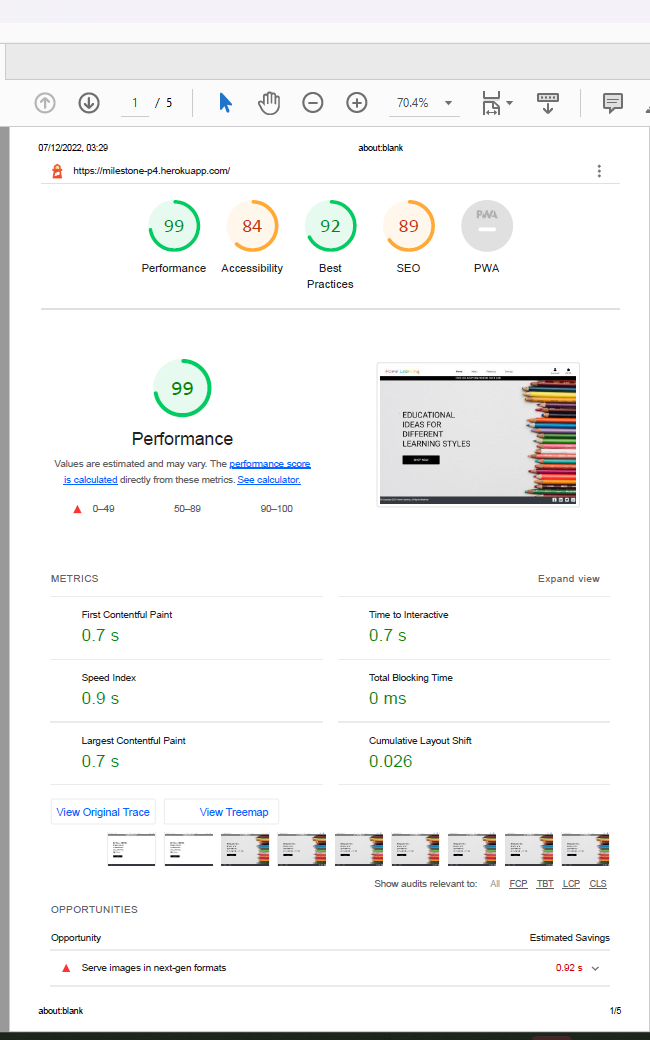 1 / 5
70.4%
07/12/2022, 03:29
about:blank
https://milestone-p4.herokuapp.com/
99
84
92
89
PWA
Performance
Accessibility
Best
Practices
SEO
PWA
99
Performance
Values are estimated and may vary. The performance score
is calculated directly from these metrics. See calculator.
0–49
50–89
90–100
EDUCATIONAL
IDEAS FOR
DIFFERENT
LEARNING STYLES
SHOP NOW
METRICS
Expand view
First Contentful Paint
0.7 s
Time to Interactive
0.7 s
Speed Index
0.9 s
Total Blocking Time
0 ms
Largest Contentful Paint
0.7 s
Cumulative Layout Shift
0.026
View Original Trace
View Treemap
Show audits relevant to: All FCP TBT LCP CLS
OPPORTUNITIES
Opportunity
Estimated Savings
Serve images in next-gen formats
0.92 s
about:blank
1/5